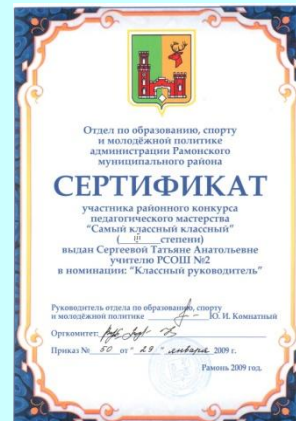 Отдел по образованию, спорту
и молодёжной политике
администрации Рамонского
муниципального района
СЕРТИФИКАТ
участника районного конкурса
педагогического мастерства
"Самый классный классный"
(___III___степени)
выдан Сергеевой Татьяне Анатольевне
учителю РСОШ №2
в номинации: "Классный руководитель"
Руководитель отдела по образованию, спорту
и молодёжной политике Ю. И. Комнатный
Оргкомитет:
Приказ № 50 от " 29 " января 2009 г.
Рамонь 2009 год.